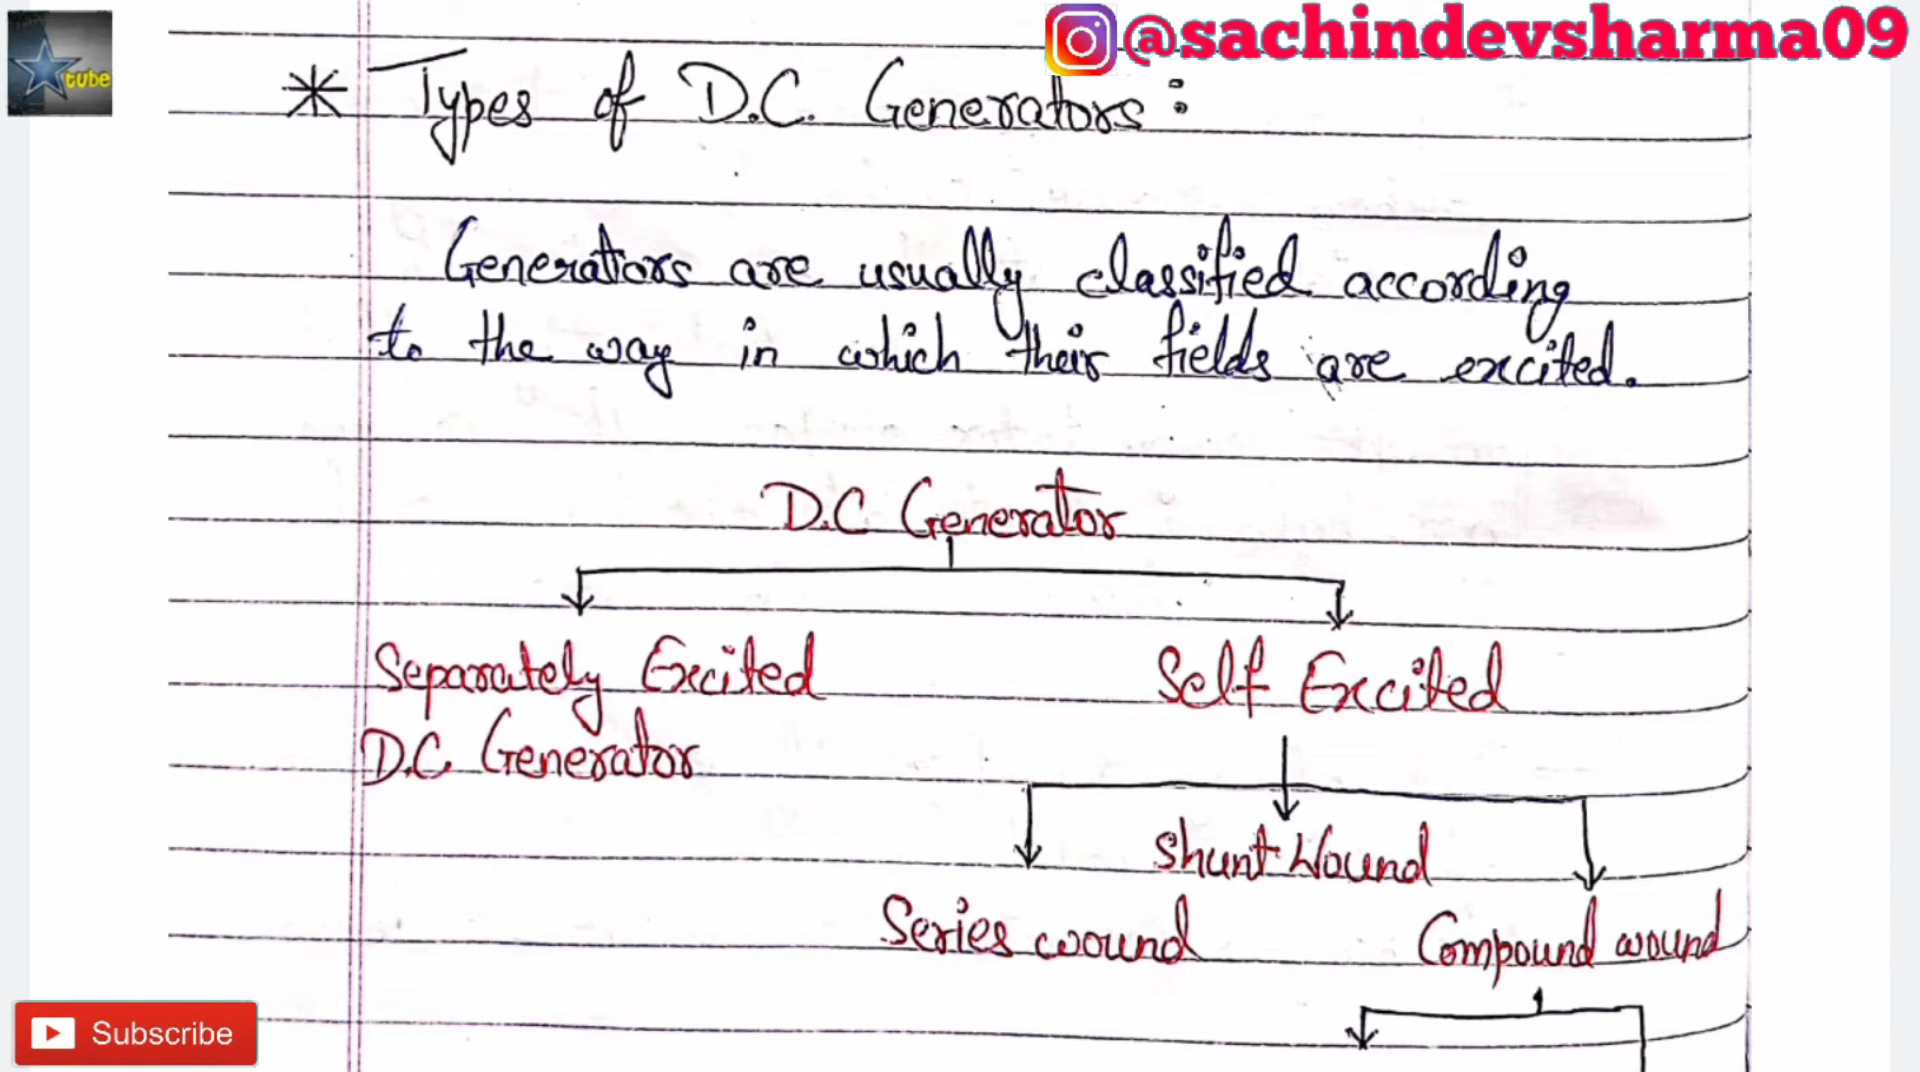 @sachindevsharma09
tube
* Types of D.C. Generators:
Generators are usually classified according
to the way in which their fields are excited.
D.C Generator
Separately Excited
D.C. Generator
Self Excited
Shunt Wound
Series wound
Compound wound
Subscribe